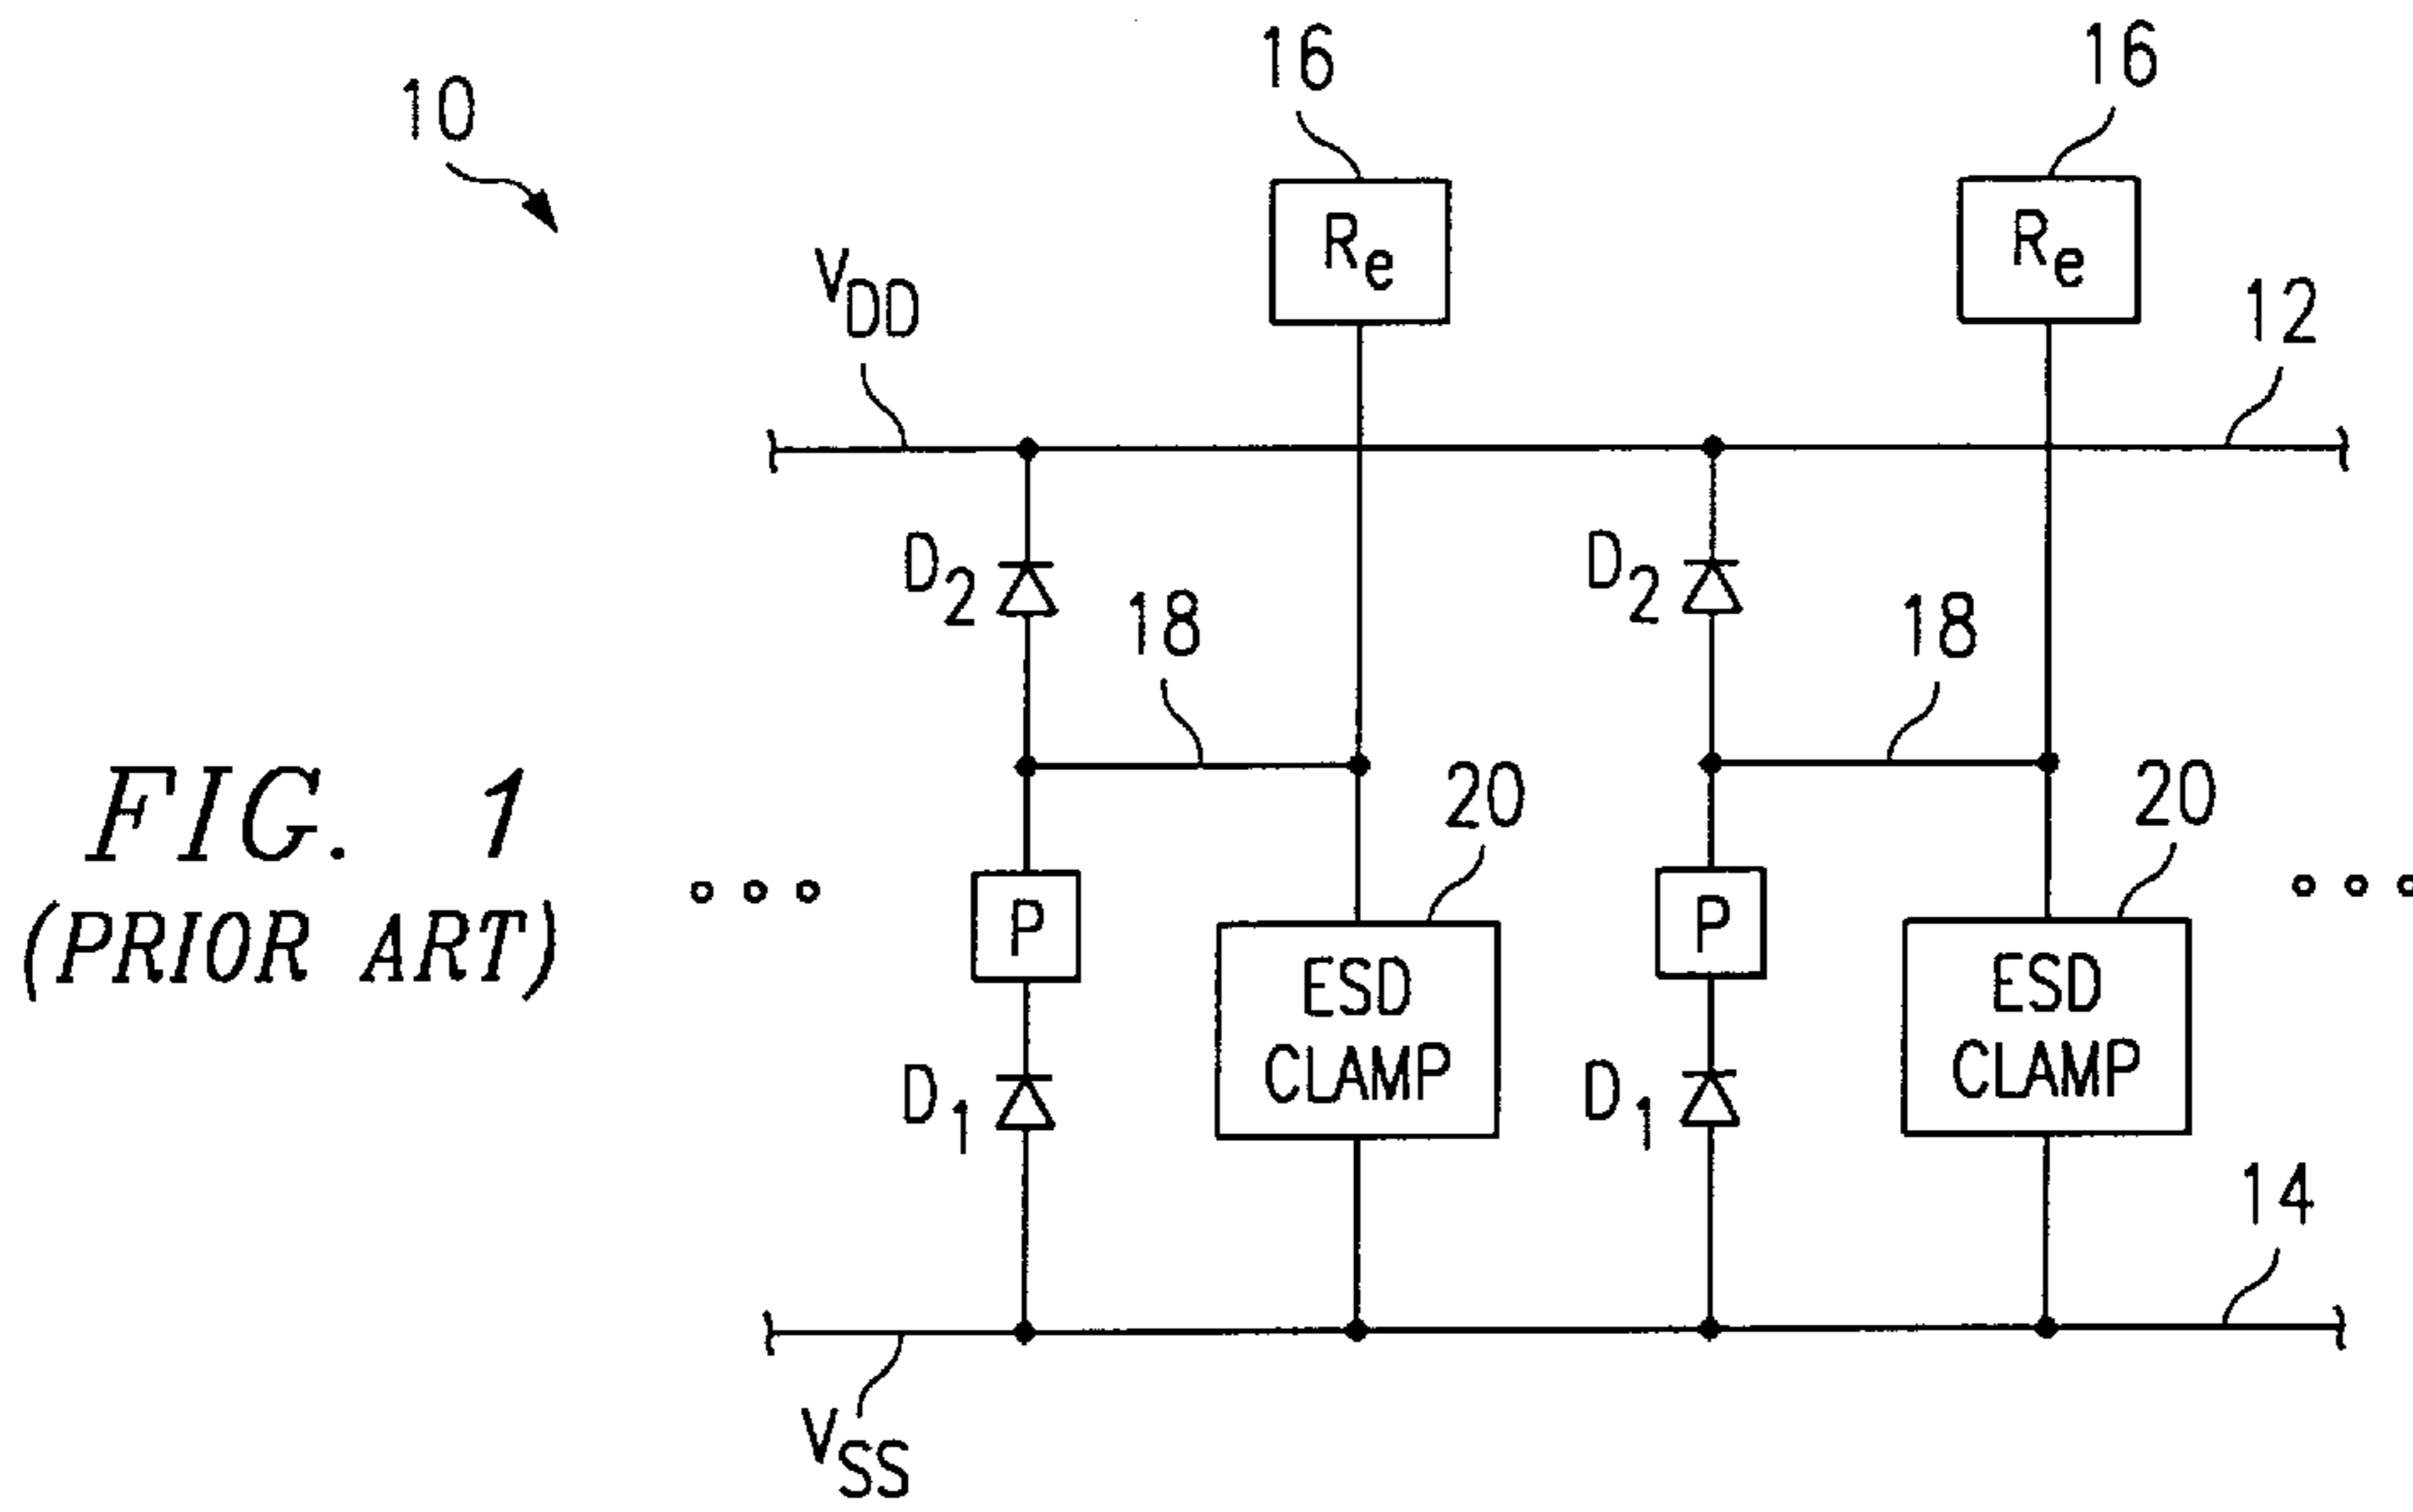 10
16
16
Re
Re
VDD
12
D2
D2
18
18
FIG. 1
(PRIOR ART)
20
20
P
P
ESD
CLAMP
ESD
CLAMP
D1
D1
14
VSS